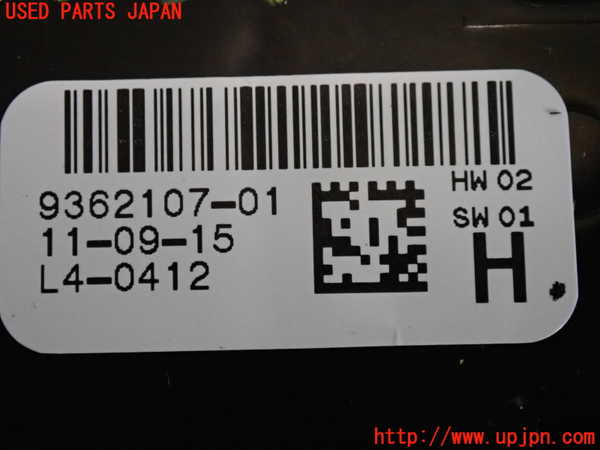 USED PARTS JAPAN
9362107-01
HW 02
11-09-15
SW 01
L4-0412
H
http://www.upjpn.com/